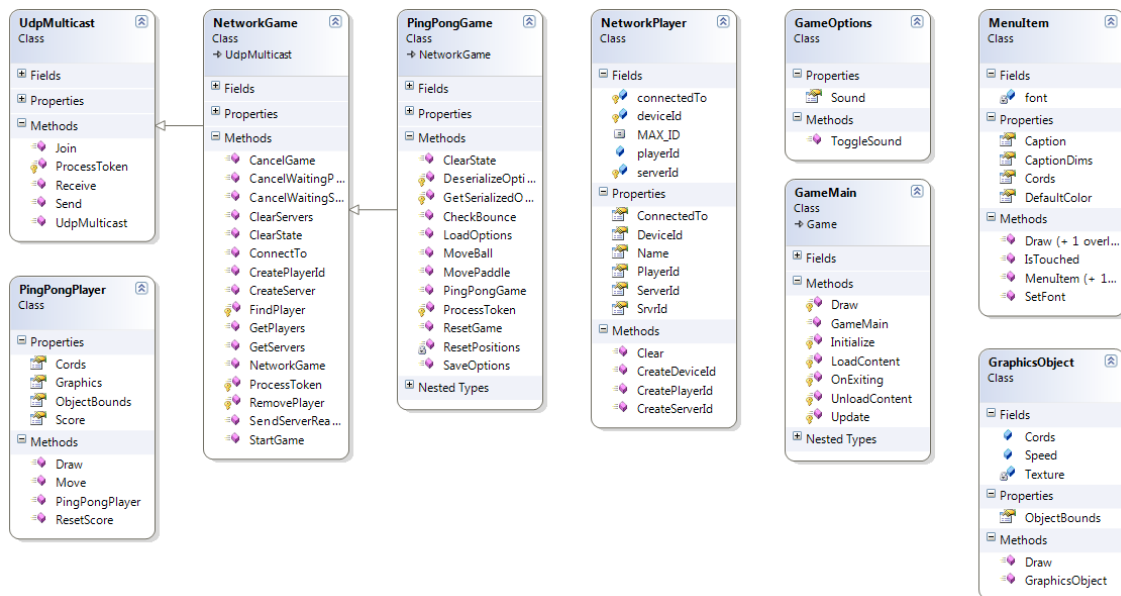 UdpMulticast
Class
Fields
Properties
Methods
Join
ProcessToken
Receive
Send
UdpMulticast
PingPongPlayer
Class
Properties
Cords
Graphics
ObjectBounds
Score
Methods
Draw
Move
PingPongPlayer
ResetScore
NetworkGame
Class
UdpMulticast
Fields
Properties
Methods
CancelGame
CancelWaitingP...
CancelWaitingS...
ClearServers
ClearState
ConnectTo
CreatePlayerId
CreateServer
FindPlayer
GetPlayers
GetServers
NetworkGame
ProcessToken
RemovePlayer
SendServerRea...
StartGame
PingPongGame
Class
NetworkGame
Fields
Properties
Methods
ClearState
DeserializeOpti...
GetSerializedO...
CheckBounce
LoadOptions
MoveBall
MovePaddle
PingPongGame
ProcessToken
ResetGame
ResetPositions
SaveOptions
Nested Types
NetworkPlayer
Class
Fields
connectedTo
deviceId
MAX_ID
playerId
serverId
Properties
ConnectedTo
DeviceId
Name
PlayerId
ServerId
SrvrId
Methods
Clear
CreateDeviceId
CreatePlayerId
CreateServerId
GameOptions
Class
Properties
Sound
Methods
ToggleSound
GameMain
Class
Game
Fields
Methods
Draw
GameMain
Initialize
LoadContent
OnExiting
UnloadContent
Update
Nested Types
MenuItem
Class
Fields
font
Properties
Caption
CaptionDims
Cords
DefaultColor
Methods
Draw (+ 1 overl...
IsTouched
MenuItem (+ 1...
SetFont
GraphicsObject
Class
Fields
Cords
Speed
Texture
Properties
ObjectBounds
Methods
Draw
GraphicsObject